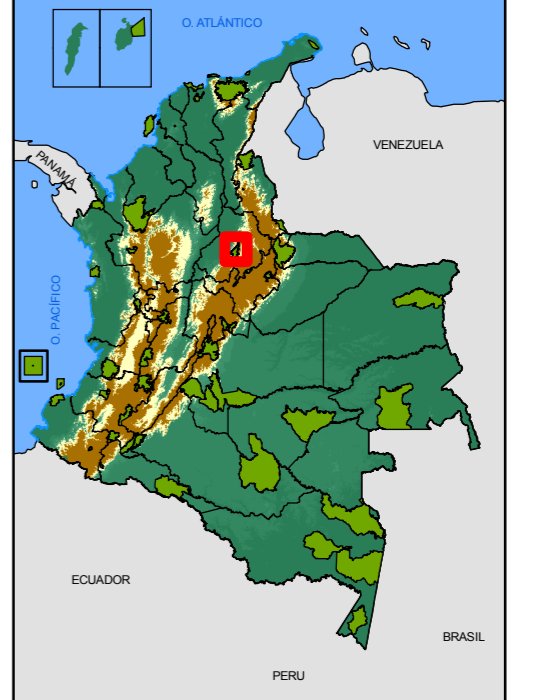 O. ATLÁNTICO
VENEZUELA
PANAMÁ
O. PACÍFICO
ECUADOR
BRASIL
PERU